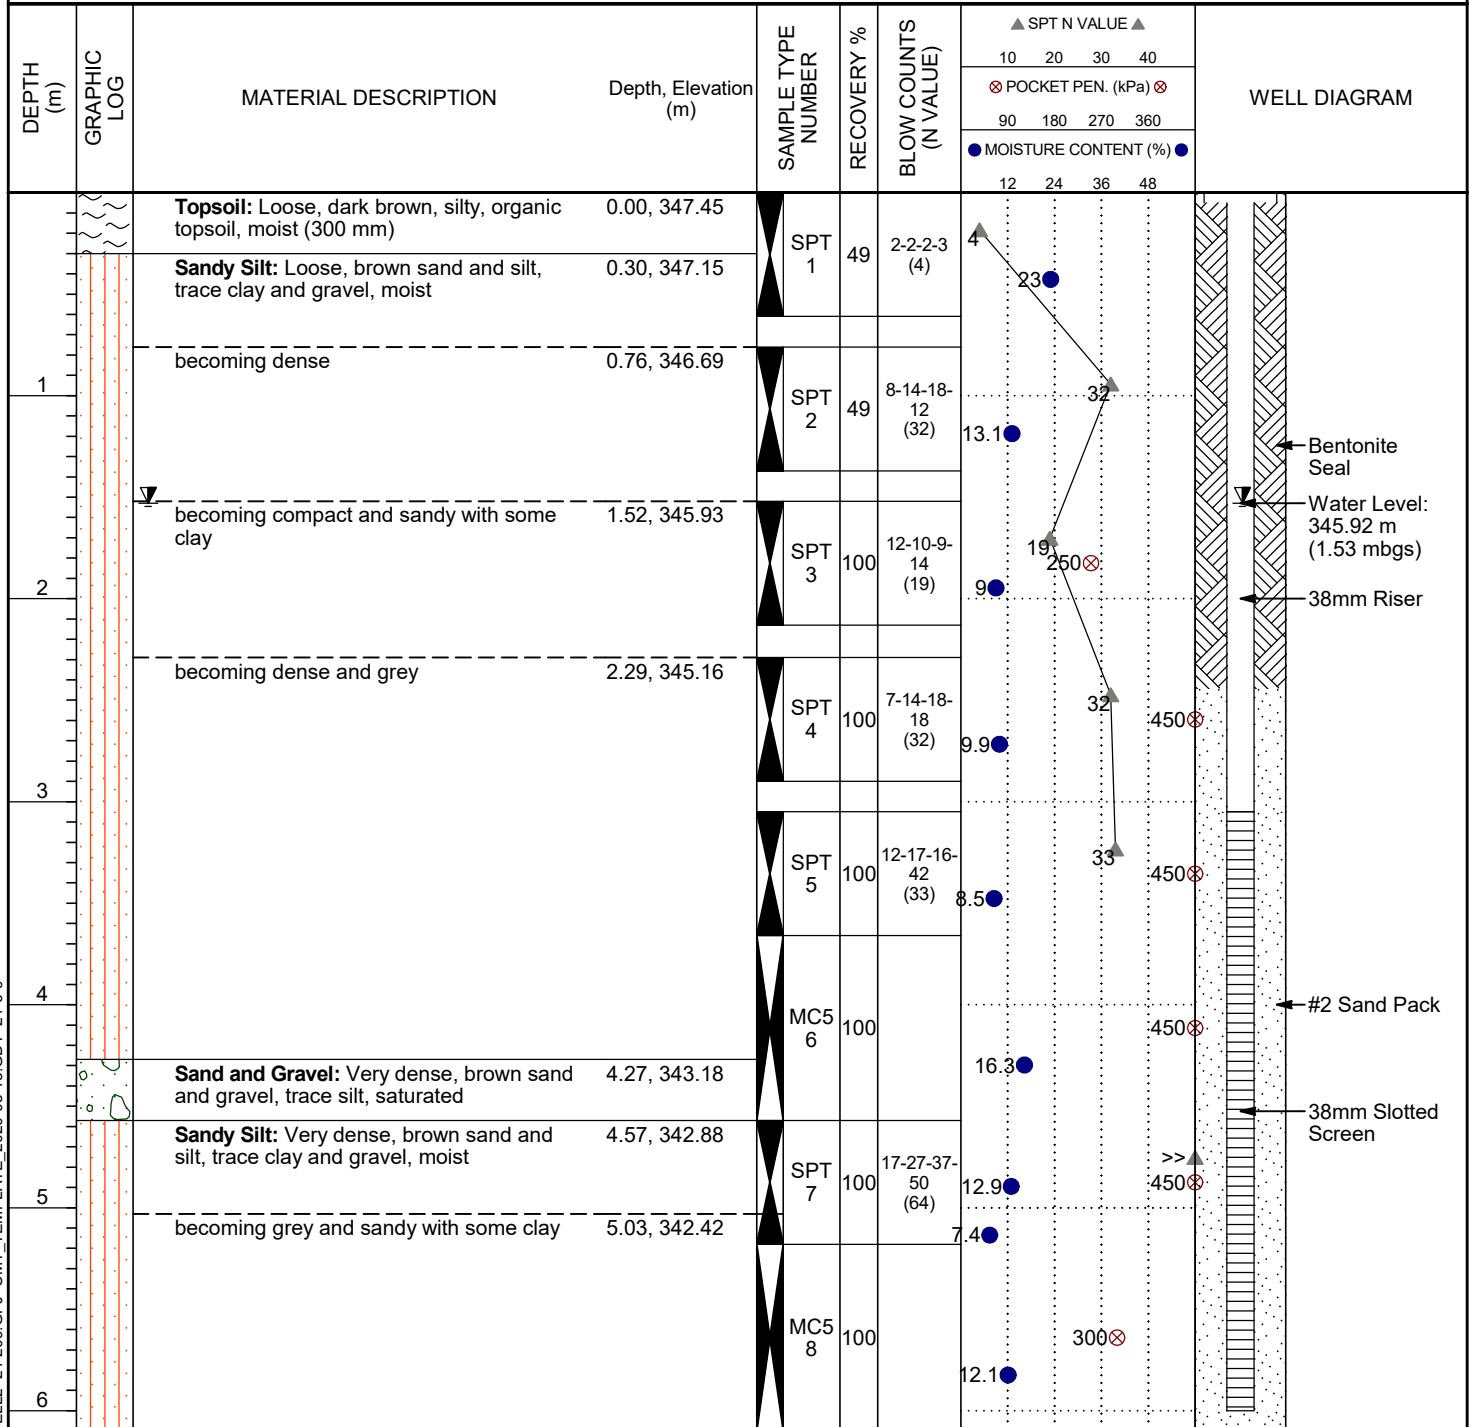 DEPTH
(m)
GRAPHIC
LOG
MATERIAL DESCRIPTION
Depth, Elevation
(m)
SAMPLE TYPE
NUMBER
RECOVERY %
BLOW COUNTS
(N VALUE)
SPT N VALUE
10 20 30 40
POCKET PEN. (kPa)
90 180 270 360
MOISTURE CONTENT (%)
12 24 36 48
WELL DIAGRAM
Topsoil: Loose, dark brown, silty, organic
topsoil, moist (300 mm)
0.00, 347.45
Sandy Silt: Loose, brown sand and silt,
trace clay and gravel, moist
0.30, 347.15
SPT
1
49
2-2-2-3
(4)
4
23
becoming dense
0.76, 346.69
1
SPT
2
49
8-14-18-
12
(32)
32
13.1
Bentonite
Seal
becoming compact and sandy with some
clay
1.52, 345.93
SPT
3
100
12-10-9-
14
(19)
19
250
9
Water Level:
345.92 m
(1.53 mbgs)
2
38mm Riser
becoming dense and grey
2.29, 345.16
SPT
4
100
7-14-18-
18
(32)
32
450
9.9
3
SPT
5
100
12-17-16-
42
(33)
33
450
8.5
4
MC5
6
100
450
16.3
#2 Sand Pack
Sand and Gravel: Very dense, brown sand
and gravel, trace silt, saturated
4.27, 343.18
38mm Slotted
Screen
Sandy Silt: Very dense, brown sand and
silt, trace clay and gravel, moist
4.57, 342.88
SPT
7
100
17-27-37-
50
(64)
>>
450
12.9
5
becoming grey and sandy with some clay
5.03, 342.42
7.4
MC5
8
100
300
12.1
6